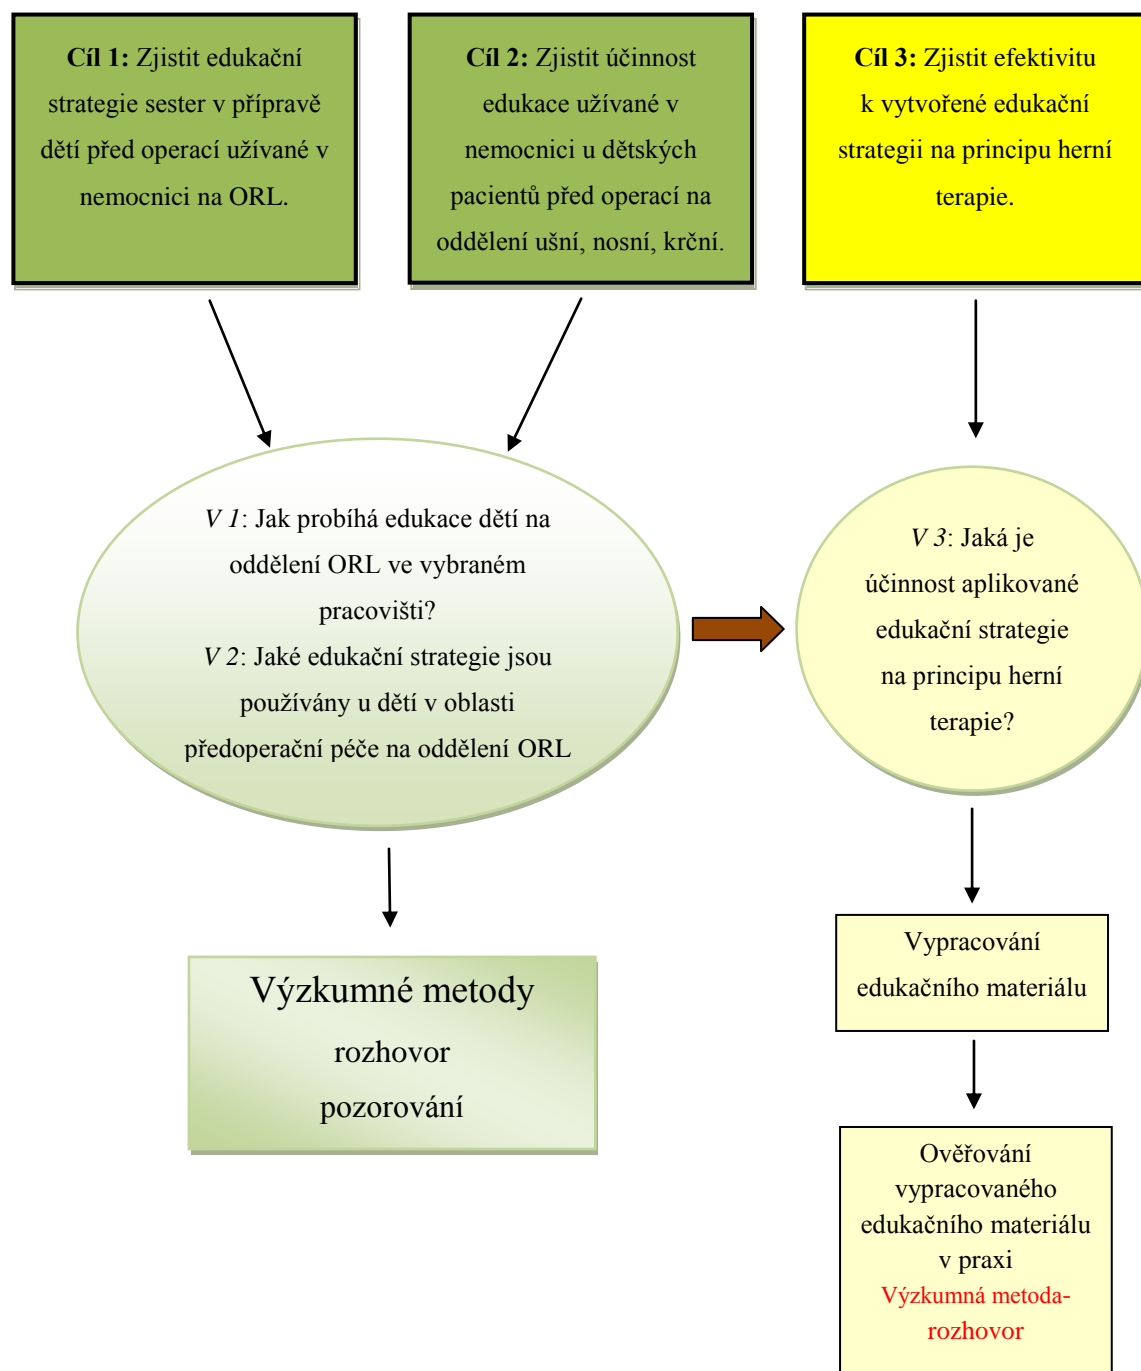 Cíl 1: Zjistit edukační
strategie sester v přípravě
dětí před operací užívané v
nemocnici na ORL.
Cíl 2: Zjistit účinnost
edukace užívané v
nemocnici u dětských
pacientů před operací na
oddělení ušní, nosní, krční.
Cíl 3: Zjistit efektivitu
k vytvořené edukační
strategii na principu herní
terapie.
V 1: Jak probíhá edukace dětí na
oddělení ORL ve vybraném
pracovišti?
V 2: Jaké edukační strategie jsou
používány u dětí v oblasti
předoperační péče na oddělení ORL
V 3: Jaká je
účinnost aplikované
edukační strategie
na principu herní
terapie?
Výzkumné metody
rozhovor
pozorování
Vypracování
edukačního materiálu
Ověřování
vypracovaného
edukačního materiálu
v praxi
Výzkumná metoda-
rozhovor